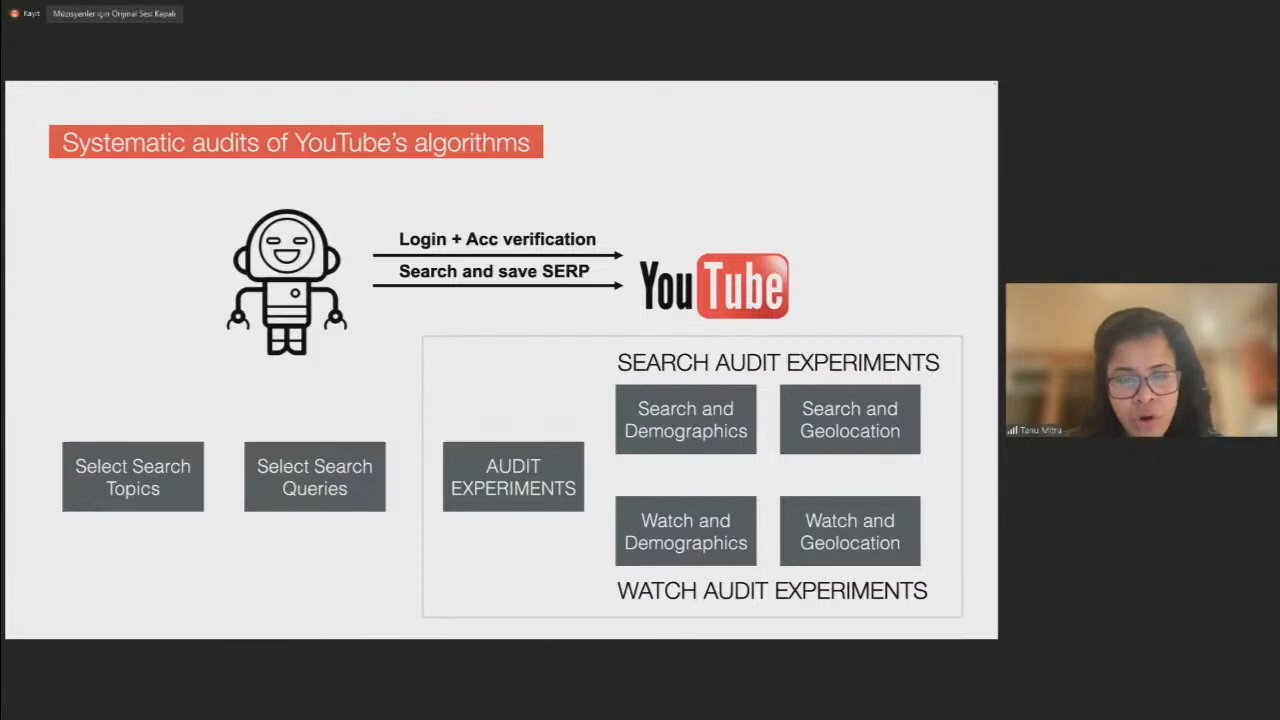 Kayıt
Müzisyenler için Orijinal Ses: Kapalı
Systematic audits of YouTube's algorithms
Login + Acc verification
Search and save SERP
YouTube
SEARCH AUDIT EXPERIMENTS
Search and
Demographics
Search and
Geolocation
Select Search
Topics
Select Search
Queries
AUDIT
EXPERIMENTS
Watch and
Demographics
Watch and
Geolocation
WATCH AUDIT EXPERIMENTS
Tanu Mitra